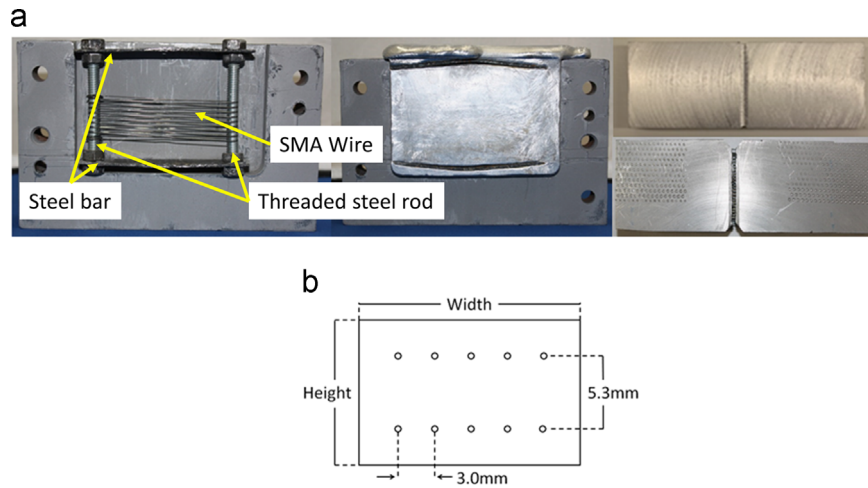 a
SMA Wire
Steel bar
Threaded steel rod
b
Width
Height
5.3mm
3.0mm